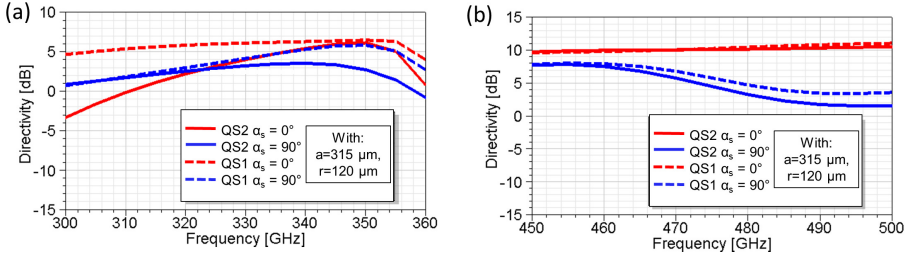 (a)
10
5
0
-5
-10
-15
Directivity [dB]
QS2 αs = 0°
QS2 αs = 90°
QS1 αs = 0°
QS1 αs = 90°
With:
a=315 µm,
r=120 µm
300 310 320 330 340 350 360
Frequency [GHz]
(b)
15
10
5
0
-5
-10
-15
Directivity [dB]
QS2 αs = 0°
QS2 αs = 90°
QS1 αs = 0°
QS1 αs = 90°
With:
a=315 µm,
r=120 µm
450 460 470 480 490 500
Frequency [GHz]